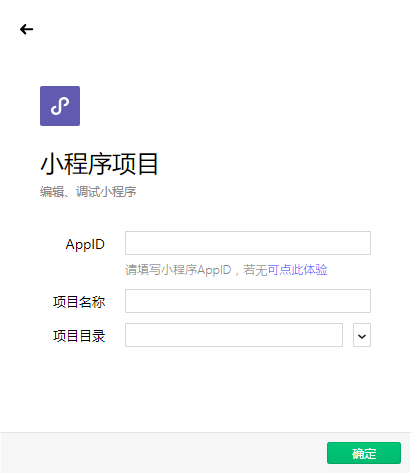 小程序项目
编辑、调试小程序
AppID
请填写小程序AppID，若无可点此体验
项目名称
项目目录
确定